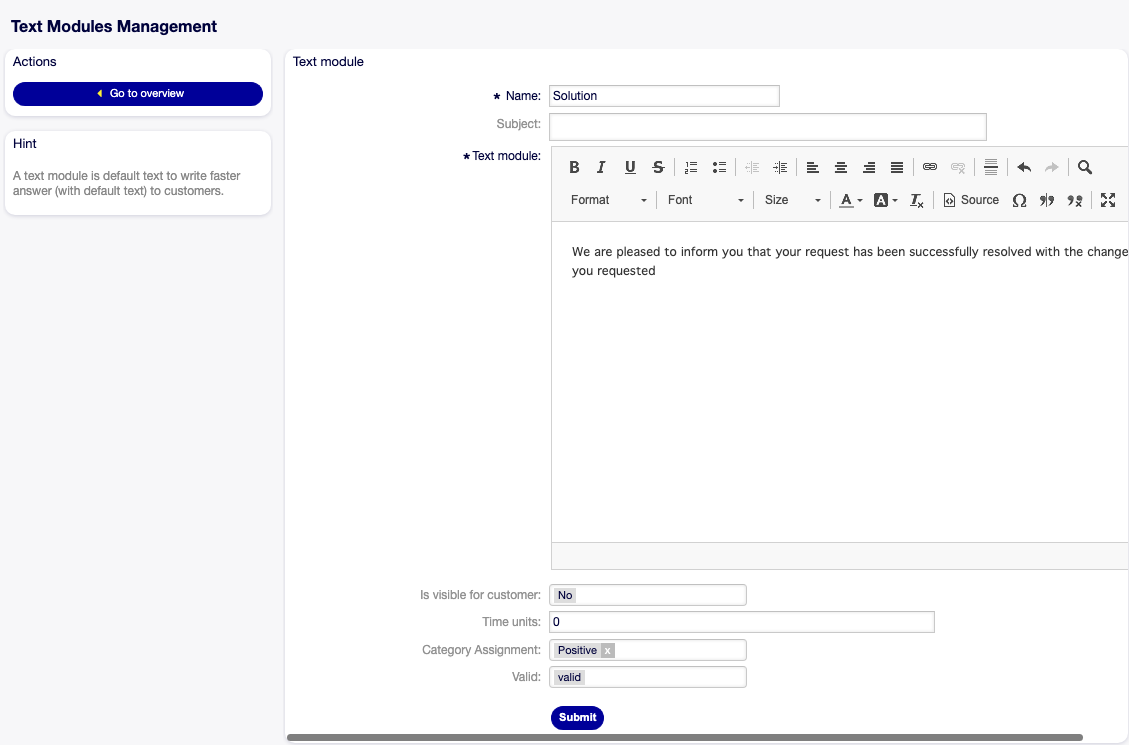 Text Modules Management
Actions
Go to overview
Hint
A text module is default text to write faster
answer (with default text) to customers.
Text module
★ Name: Solution
Subject:
★ Text module:
B I U S
Format Font Size A A Tx Source Ω
We are pleased to inform you that your request has been successfully resolved with the change
you requested
Is visible for customer: No
Time units: 0
Category Assignment: Positive x
Valid: valid
Submit